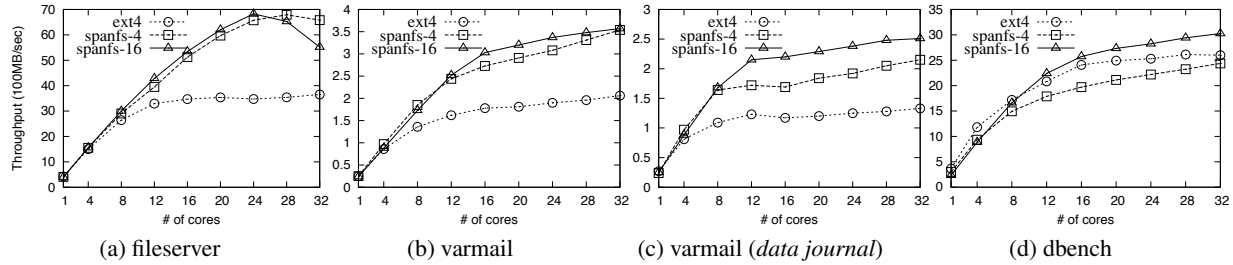 Throughput (100MB/sec)
70
60
50
40
30
20
10
0
ext4
spanfs-4
spanfs-16
1 4 8 12 16 20 24 28 32
# of cores
(a) fileserver
4
3.5
3
2.5
2
1.5
1
0.5
0
ext4
spanfs-4
spanfs-16
1 4 8 12 16 20 24 28 32
# of cores
(b) varmail
3
2.5
2
1.5
1
0.5
0
ext4
spanfs-4
spanfs-16
1 4 8 12 16 20 24 28 32
# of cores
(c) varmail (data journal)
35
30
25
20
15
10
5
0
ext4
spanfs-4
spanfs-16
1 4 8 12 16 20 24 28 32
# of cores
(d) dbench